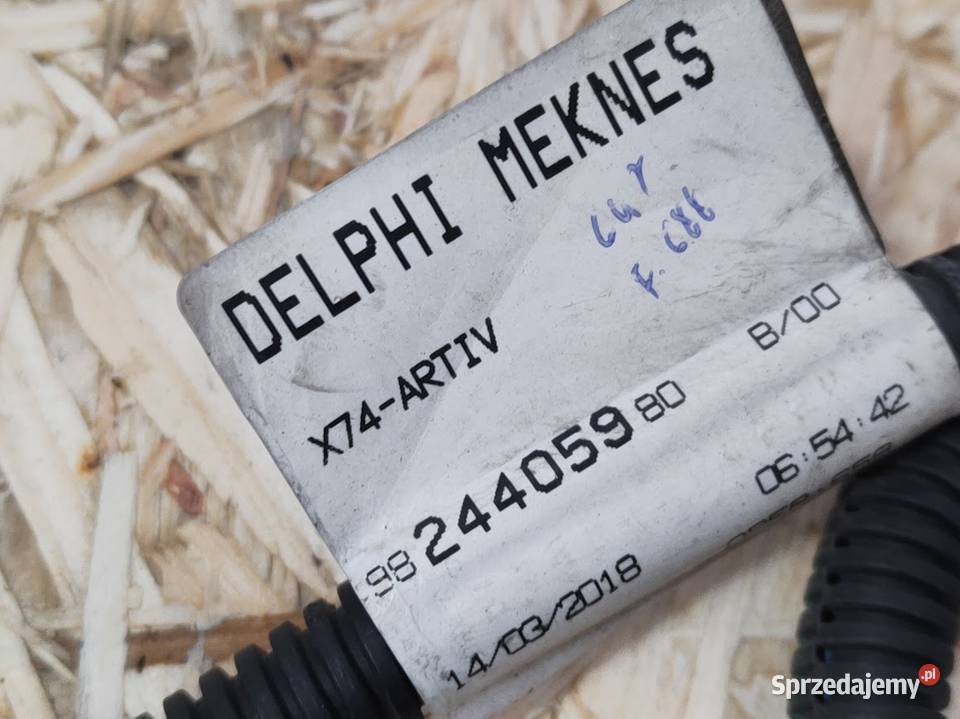 DELPHI MEKNES
X74-ARTIV
98 244059 80 B/00
14/03/2018 06:54:42
Sprzedajemy.pl